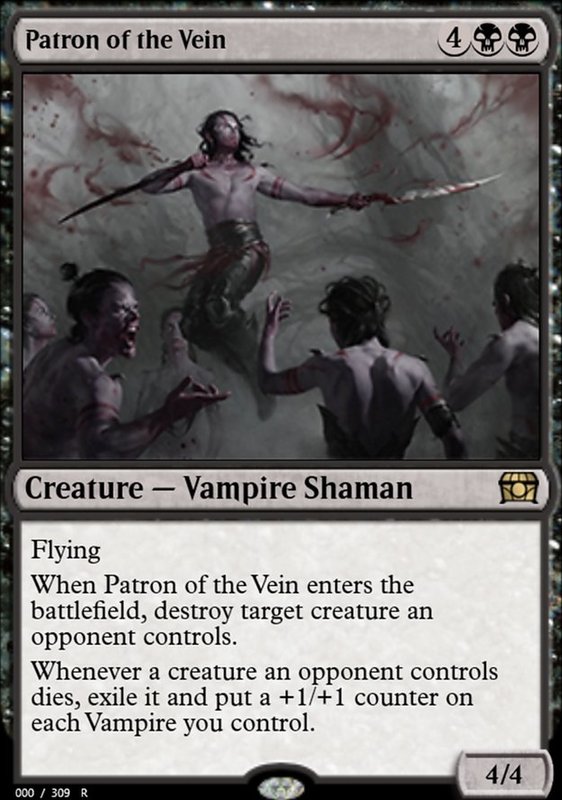 Patron of the Vein 4
Creature — Vampire Shaman
Flying
When Patron of the Vein enters the
battlefield, destroy target creature an
opponent controls.
Whenever a creature an opponent controls
dies, exile it and put a +1/+1 counter on
each Vampire you control.
4/4
000 / 309 R